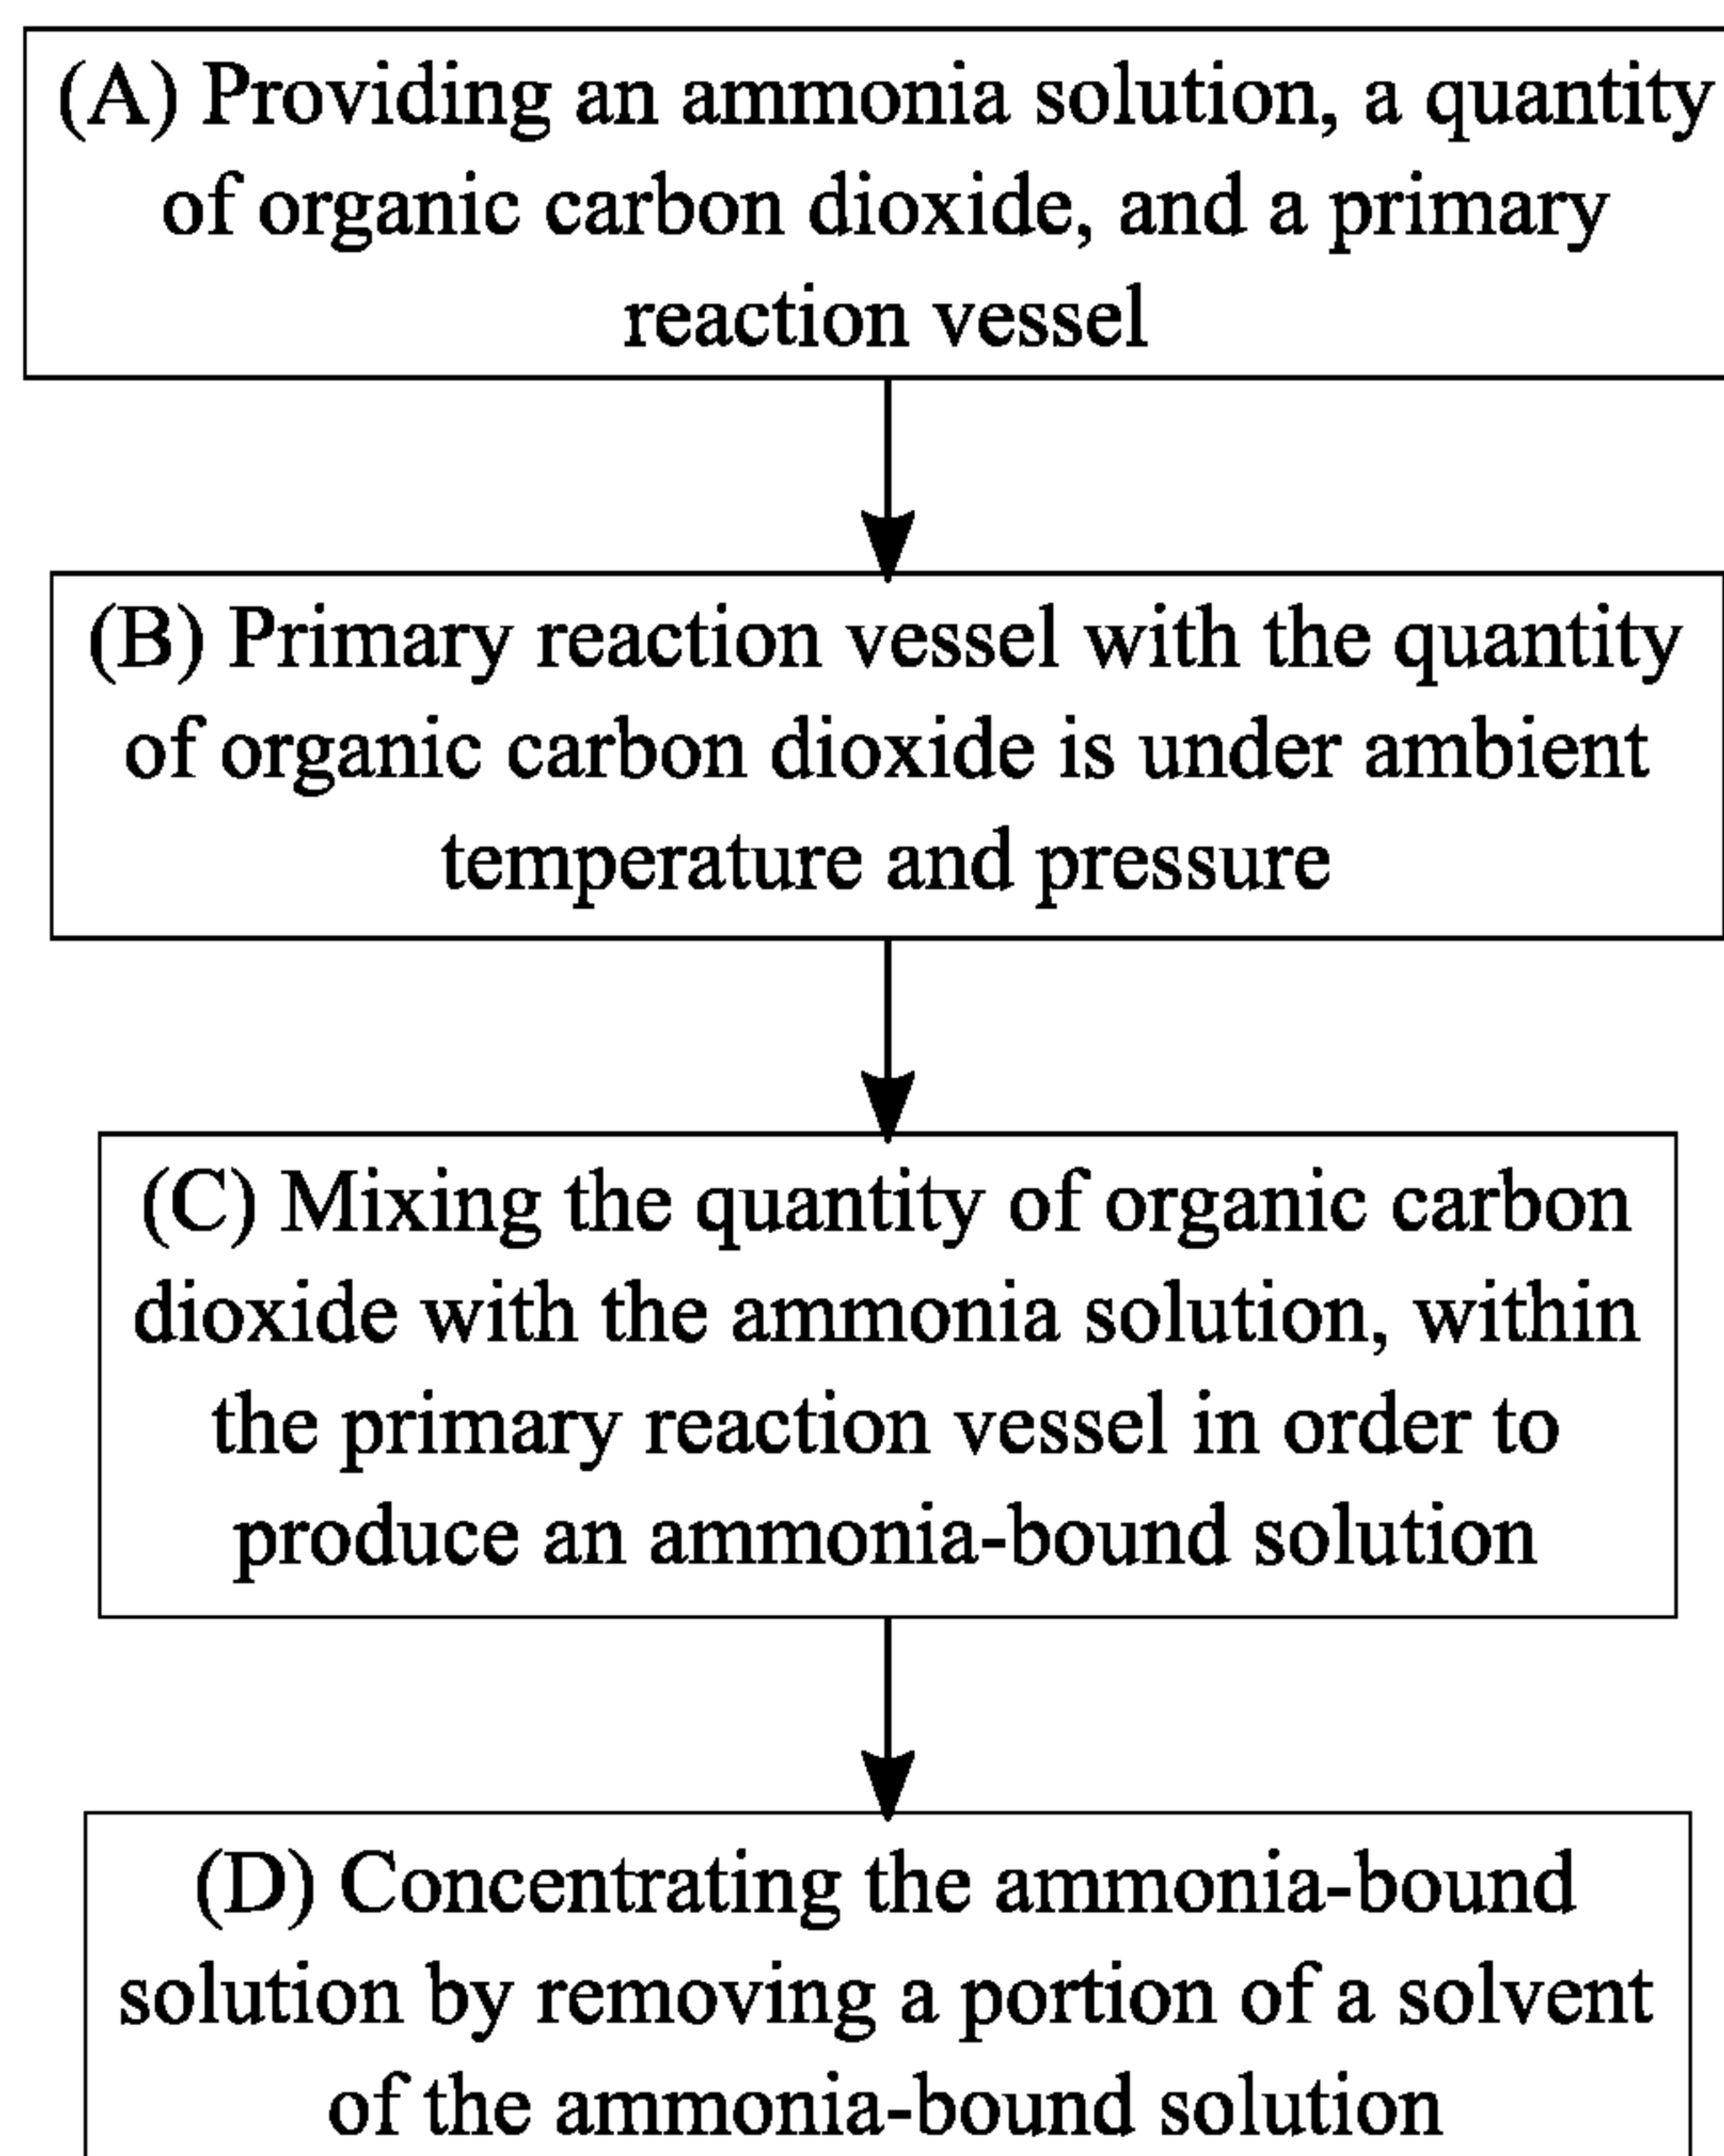 (A) Providing an ammonia solution, a quantity
of organic carbon dioxide, and a primary
reaction vessel
(B) Primary reaction vessel with the quantity
of organic carbon dioxide is under ambient
temperature and pressure
(C) Mixing the quantity of organic carbon
dioxide with the ammonia solution, within
the primary reaction vessel in order to
produce an ammonia-bound solution
(D) Concentrating the ammonia-bound
solution by removing a portion of a solvent
of the ammonia-bound solution